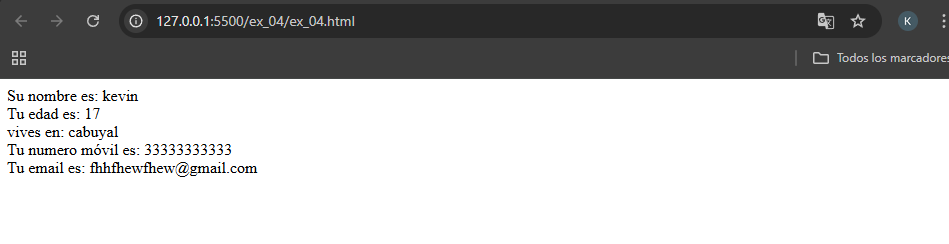 127.0.0.1:5500/ex_04/ex_04.html
K
Todos los marcadores
Su nombre es: kevin
Tu edad es: 17
vives en: cabuyal
Tu numero móvil es: 33333333333
Tu email es: fhhfhewfhew@gmail.com